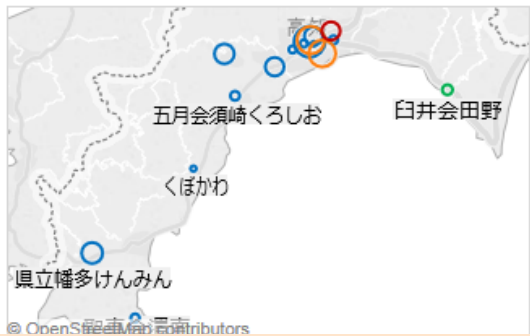 高知
臼井会田野
五月会須崎くろしお
くぼかわ
県立幡多けんみん
© OpenStreetMap contributors